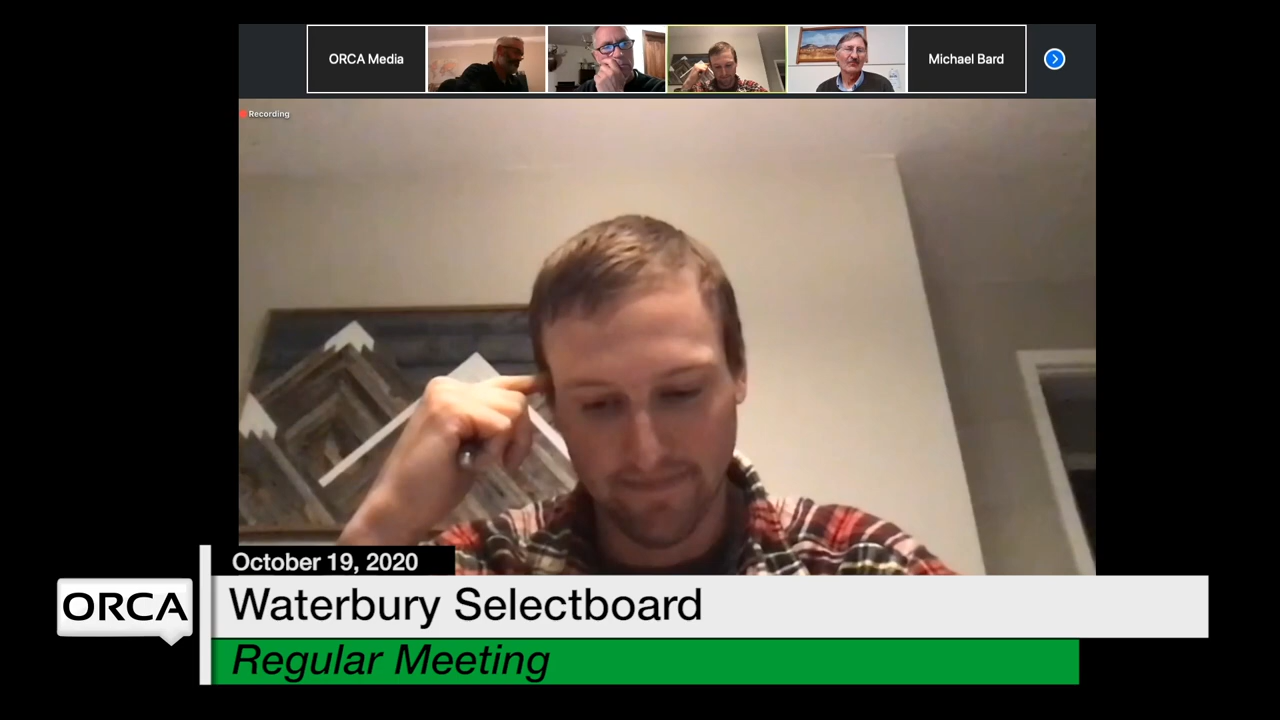 ORCA Media
Michael Bard
Recording
October 19, 2020
ORCA
Waterbury Selectboard
Regular Meeting